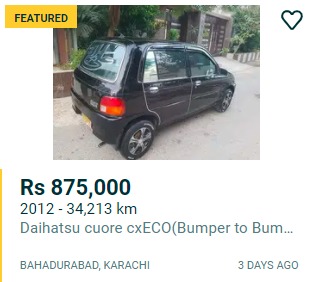 FEATURED
Rs 875,000
2012 - 34,213 km
Daihatsu cuore cxECO(Bumper to Bum...
BAHADURABAD, KARACHI 3 DAYS AGO